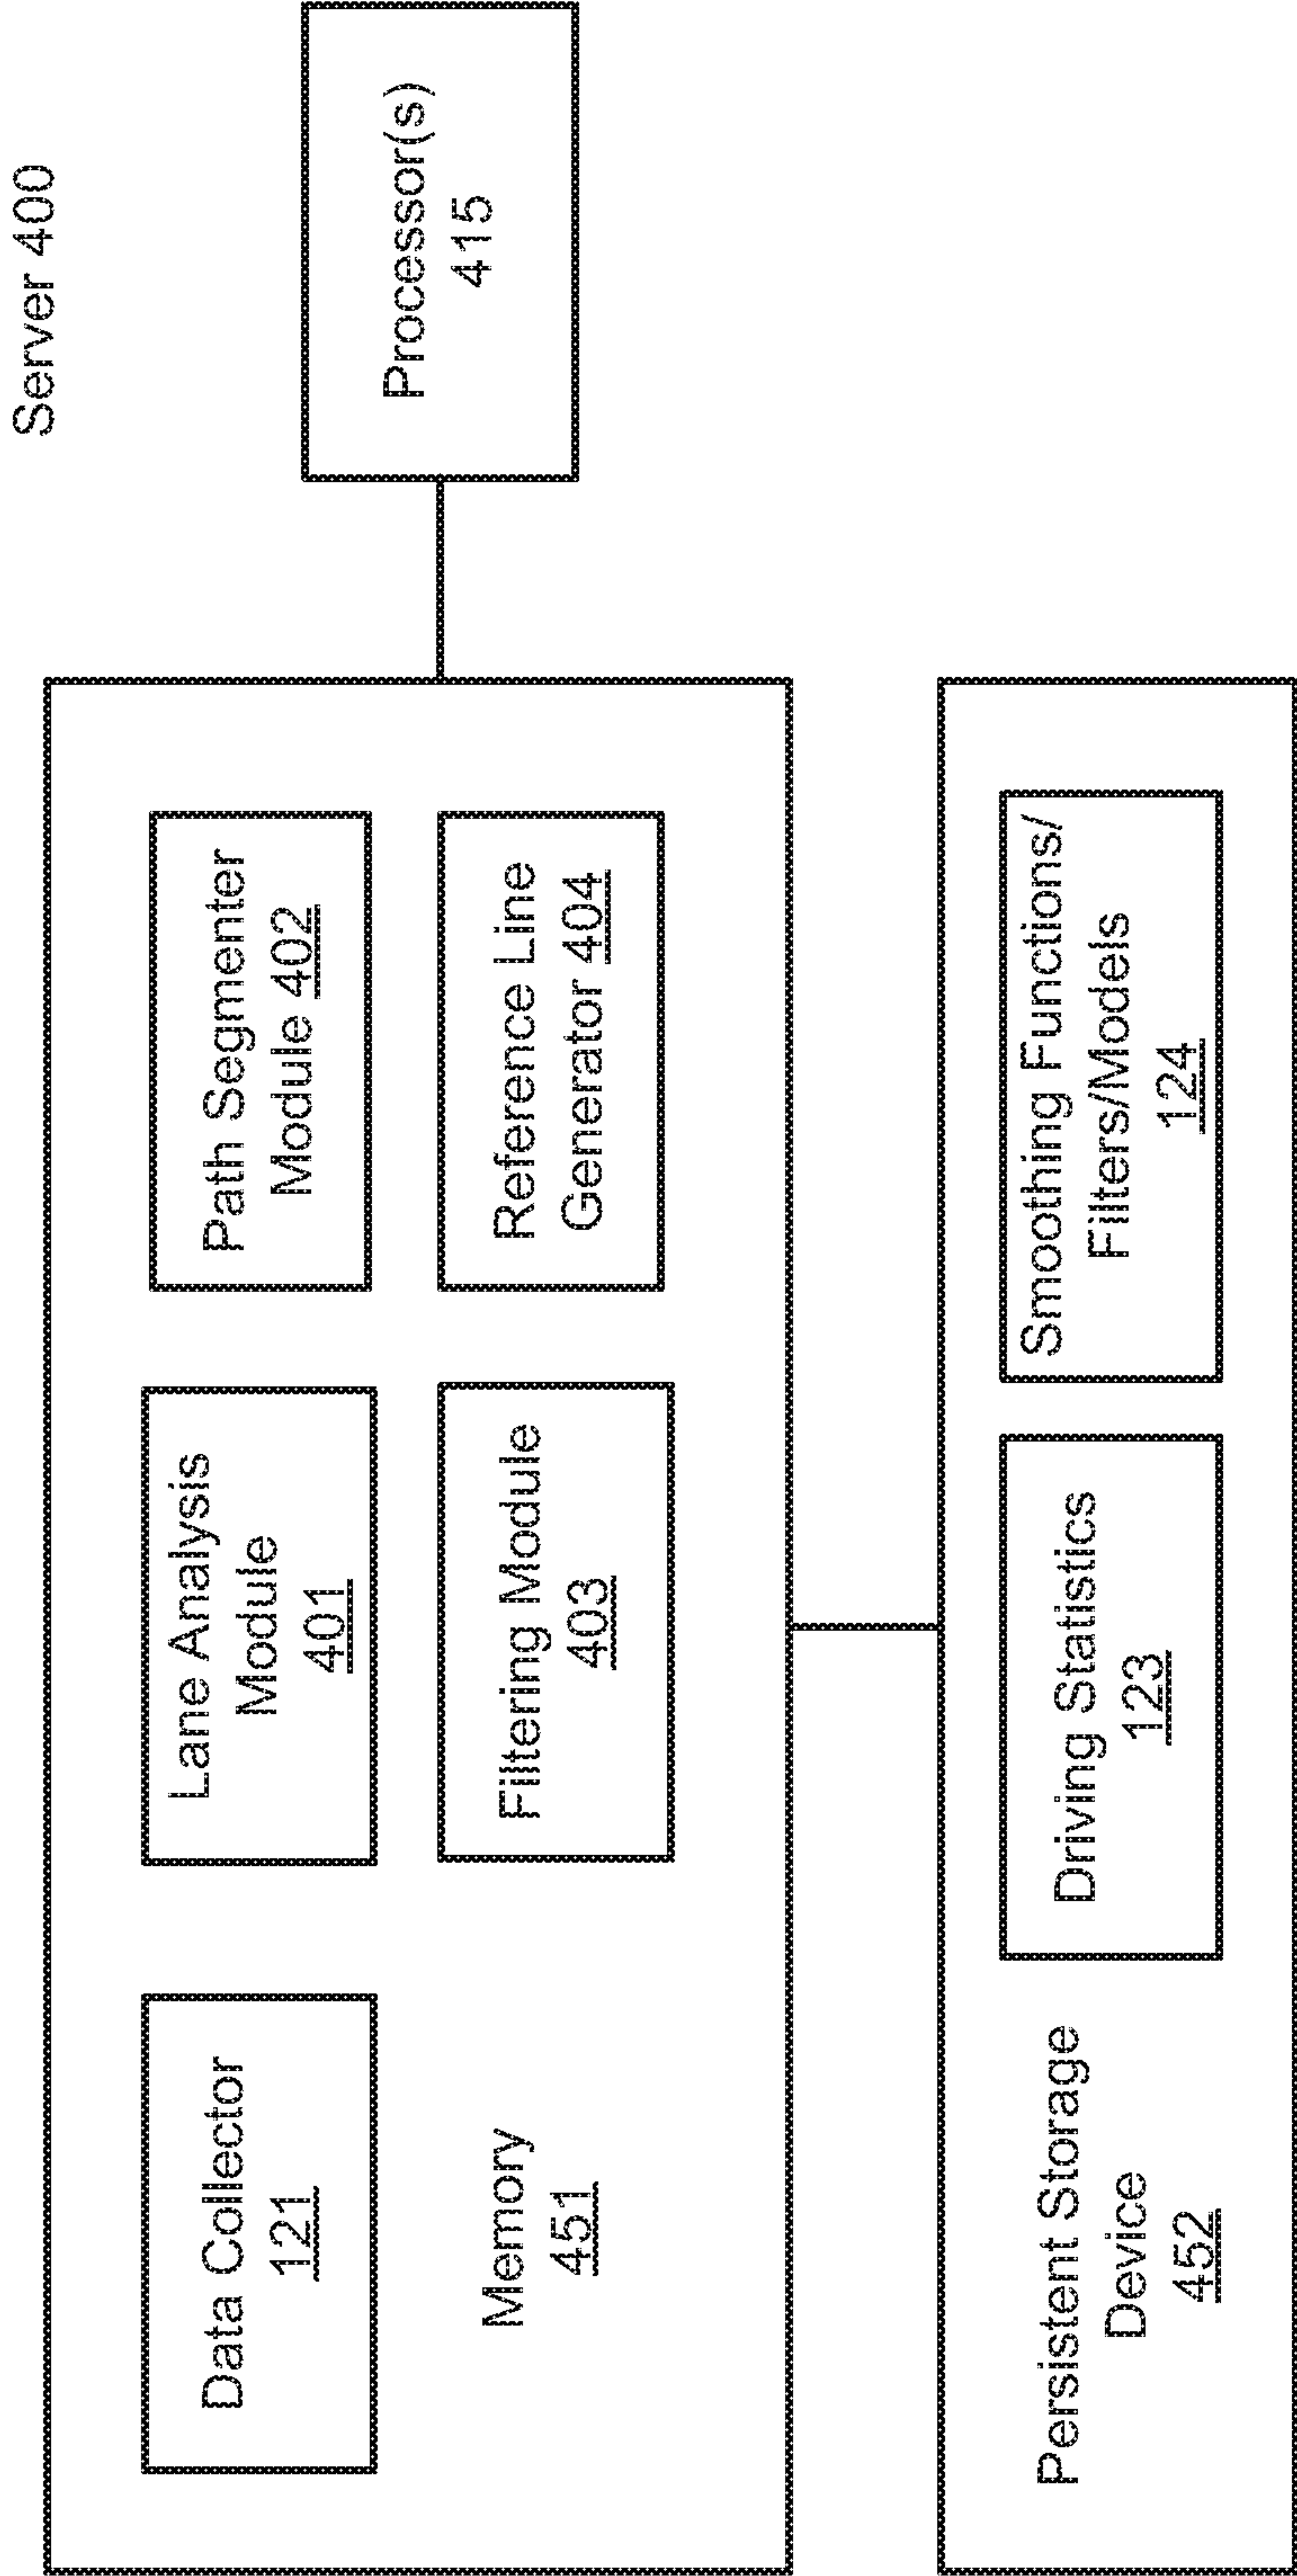 Server 400
Data Collector
121
Lane Analysis
Module
401
Path Segmenter
Module 402
Processor(s)
415
Memory
451
Filtering Module
403
Reference Line
Generator 404
Persistent Storage
Device
452
Driving Statistics
123
Smoothing Functions/
Filters/Models
124